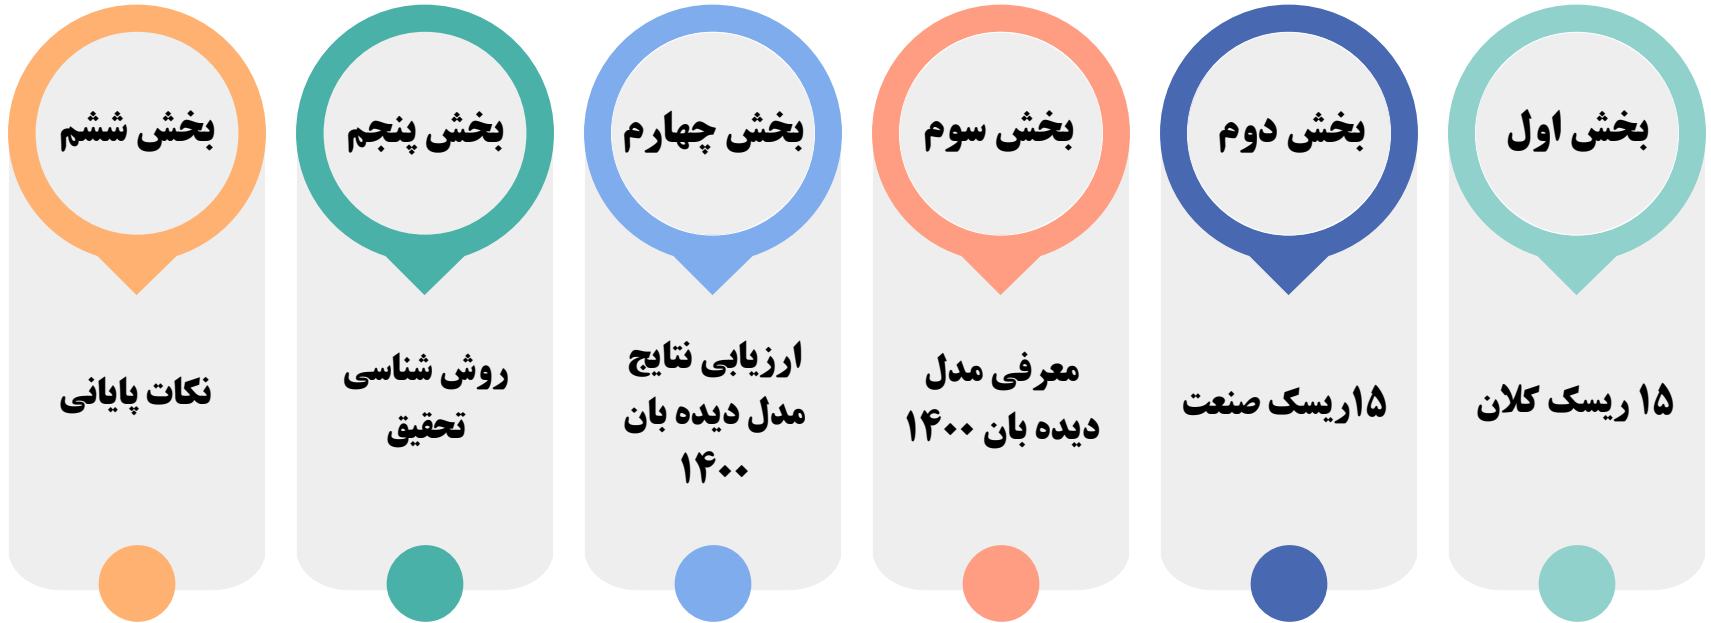 بخش اول
۱۵ ریسک کلان
بخش دوم
۱۵ریسک صنعت
بخش سوم
معرفی مدل
دیده بان ۱۴۰۰
بخش چهارم
ارزیابی نتایج
مدل دیده بان
۱۴۰۰
بخش پنجم
روش شناسی
تحقیق
بخش ششم
نکات پایانی